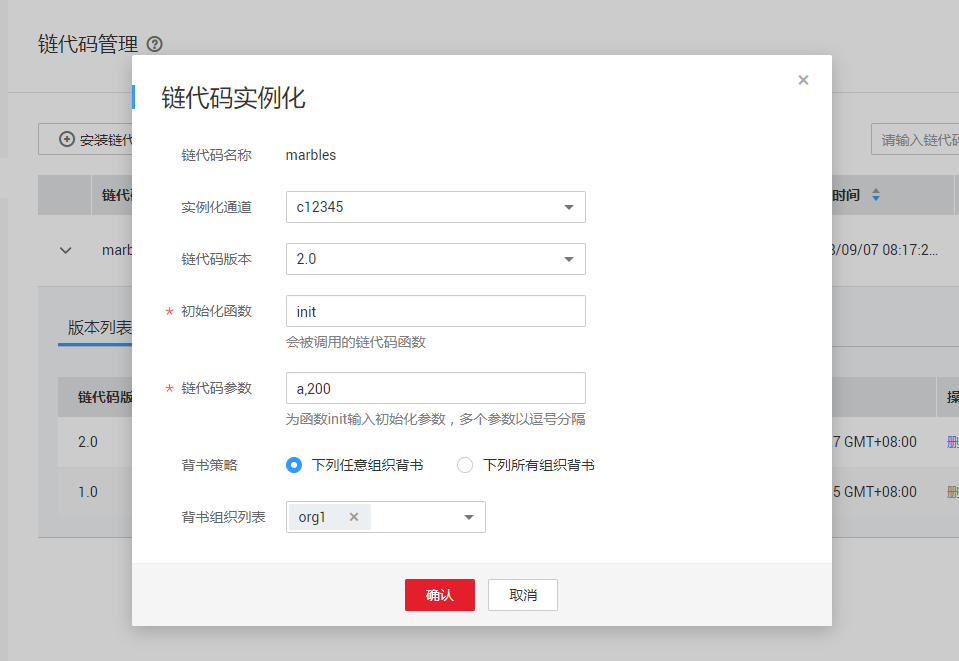 链代码管理 ?
安装链代
请输入链代码
链代码实例化
×
链代码名称 marbles
实例化通道 c12345
链代码版本 2.0
* 初始化函数 init
会被调用的链代码函数
* 链代码参数 a,200
为函数init输入初始化参数，多个参数以逗号分隔
背书策略 下列任意组织背书 下列所有组织背书
背书组织列表 org1 ×
确认 取消
链代 时间
marb /09/07 08:17:2...
版本列表
链代码版
2.0 7 GMT+08:00
1.0 5 GMT+08:00